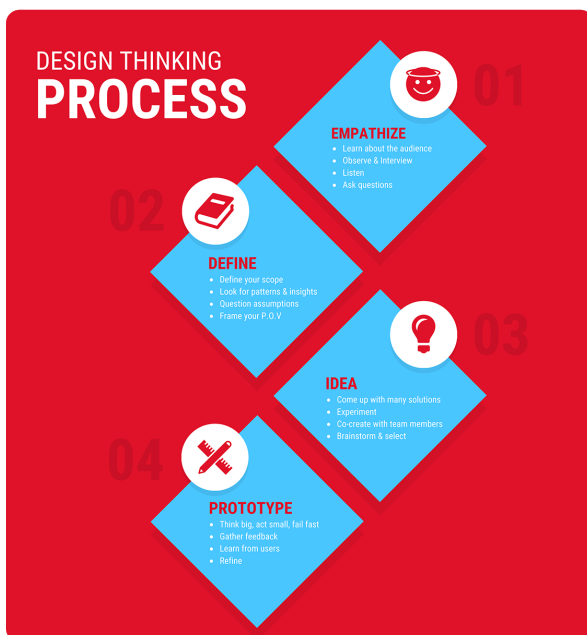 DESIGN THINKING
PROCESS
01
EMPATHIZE
• Learn about the audience
• Observe & Interview
• Listen
• Ask questions
02
DEFINE
• Define your scope
• Look for patterns & insights
• Question assumptions
• Frame your P.O.V
03
IDEA
• Come up with many solutions
• Experiment
• Co-create with team members
• Brainstorm & select
04
PROTOTYPE
• Think big, act small, fail fast
• Gather feedback
• Learn from users
• Refine